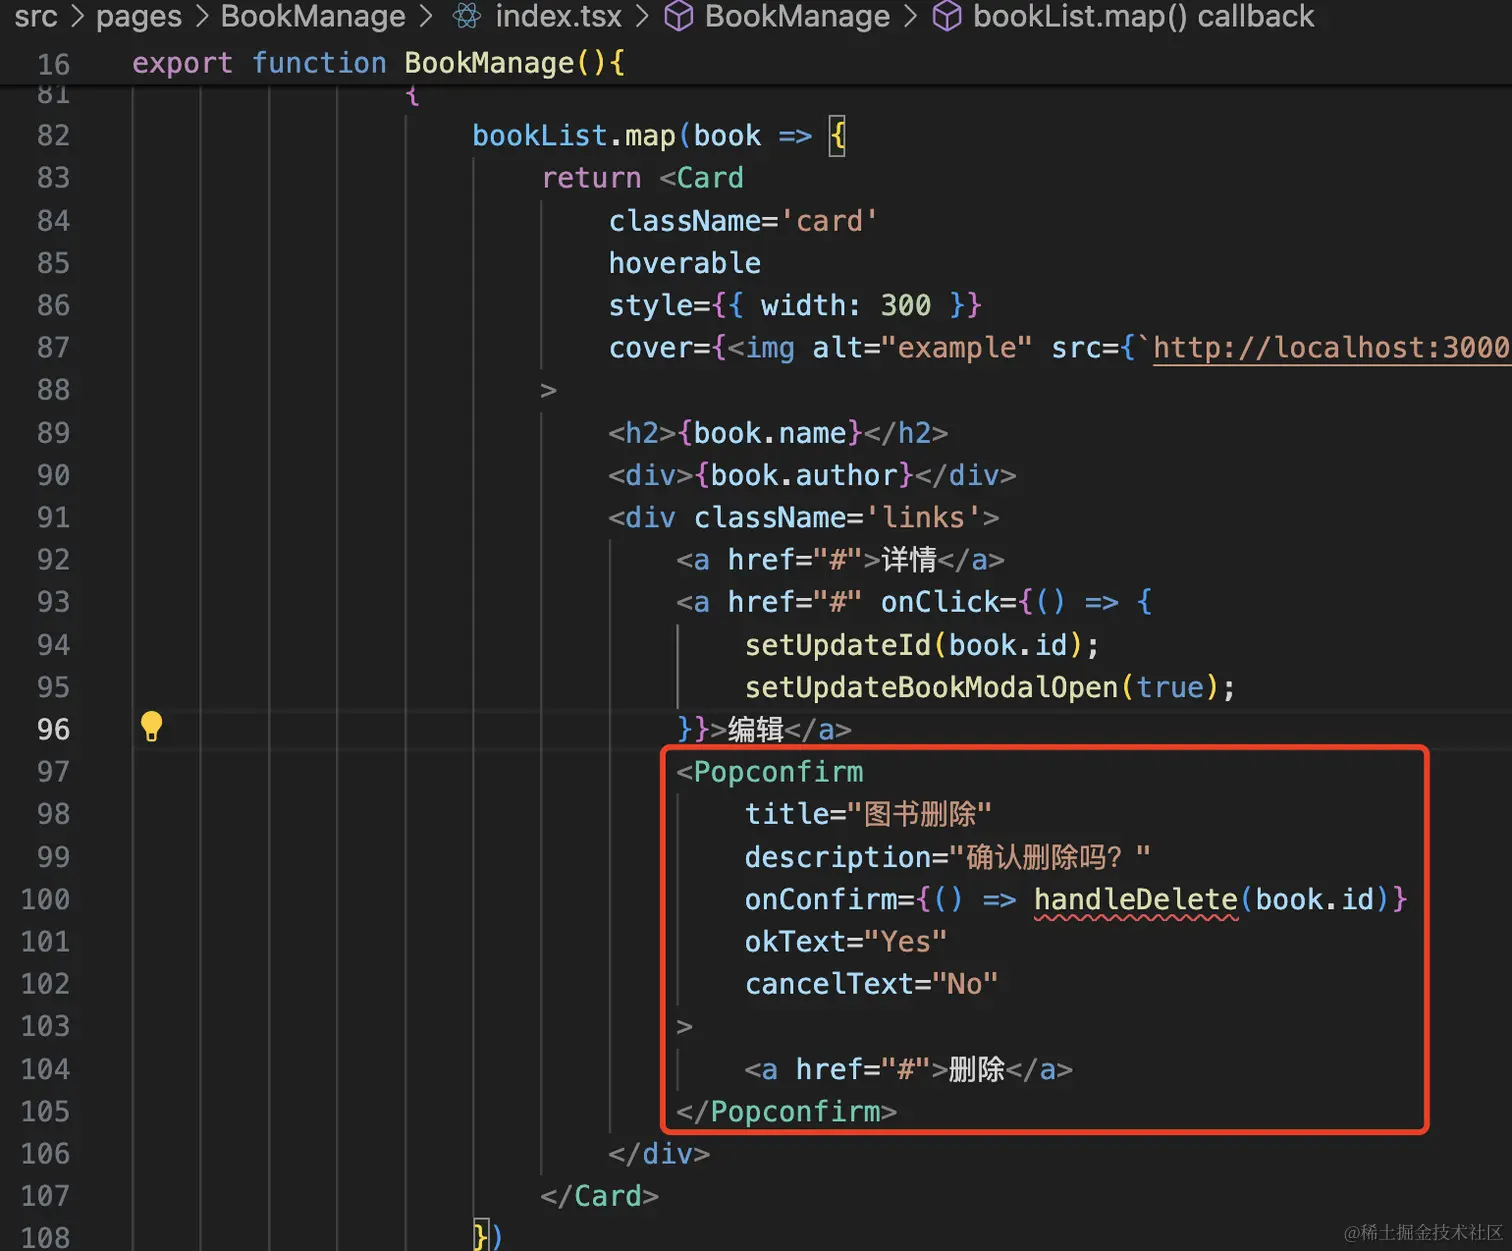 src > pages > BookManage > index.tsx > BookManage > bookList.map() callback
16 export function BookManage(){
81 {
82 bookList.map(book => {
83 return <Card
84 className='card'
85 hoverable
86 style={{ width: 300 }}
87 cover={<img alt="example" src={`http://localhost:3000
88 >
89 <h2>{book.name}</h2>
90 <div>{book.author}</div>
91 <div className='links'>
92 <a href="#">详情</a>
93 <a href="#" onClick={() => {
94 setUpdateId(book.id);
95 setUpdateBookModalOpen(true);
96 }}>编辑</a>
97 <Popconfirm
98 title="图书删除"
99 description="确认删除吗？"
100 onConfirm={() => handleDelete(book.id)}
101 okText="Yes"
102 cancelText="No"
103 >
104 <a href="#">删除</a>
105 </Popconfirm>
106 </div>
107 </Card>
108 })
@稀土掘金技术社区